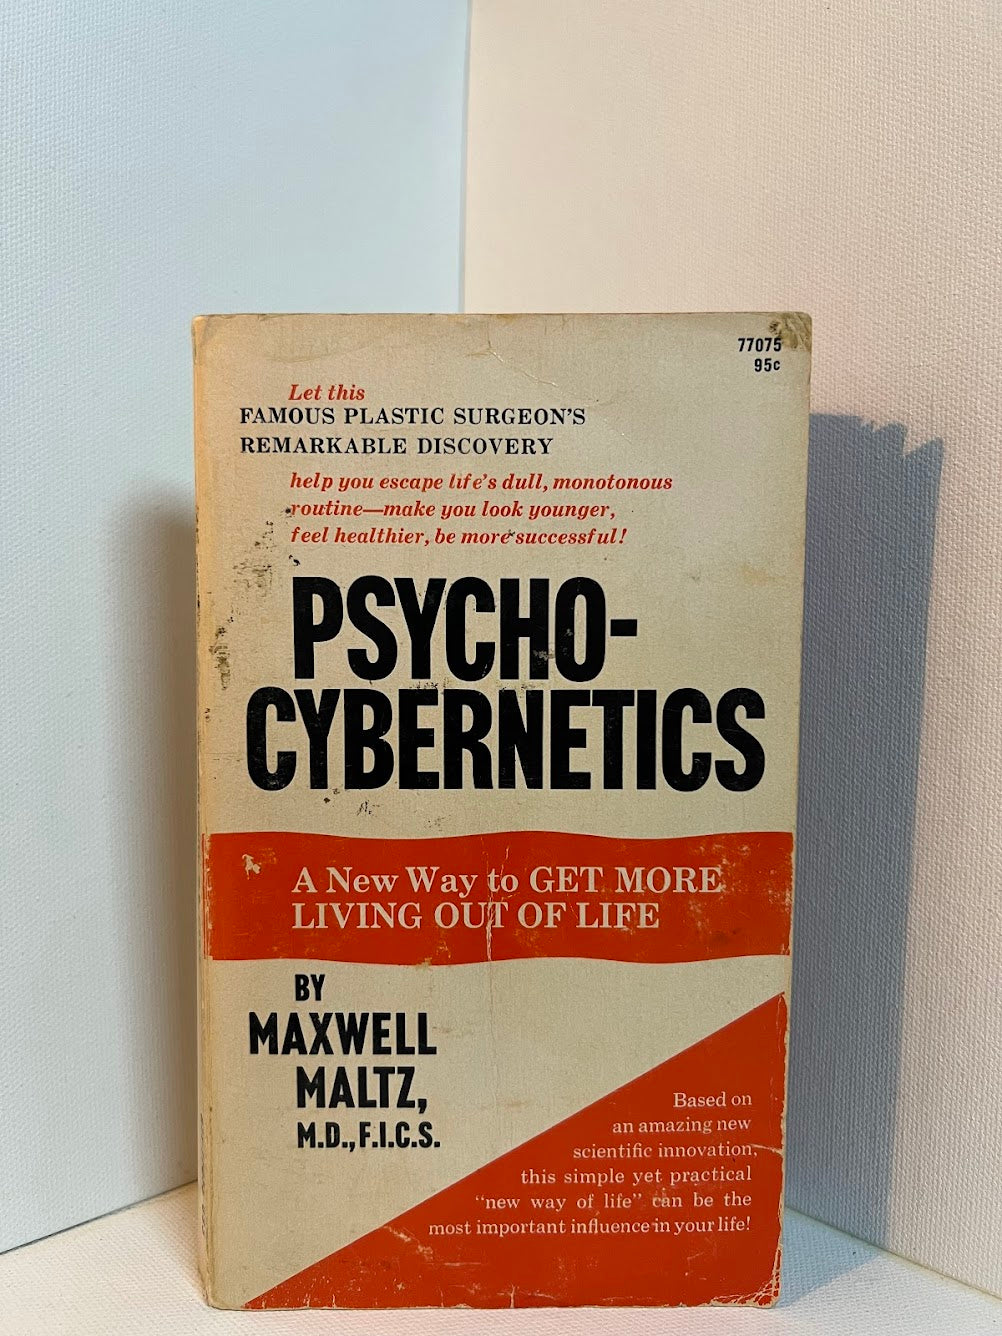 77075
95c
Let this
FAMOUS PLASTIC SURGEON'S
REMARKABLE DISCOVERY
help you escape life's dull, monotonous
routine—make you look younger,
feel healthier, be more successful!
PSYCHO-
CYBERNETICS
A New Way to GET MORE
LIVING OUT OF LIFE
BY
MAXWELL
MALTZ,
M.D., F.I.C.S.
Based on
an amazing new
scientific innovation,
this simple yet practical
"new way of life" can be the
most important influence in your life!